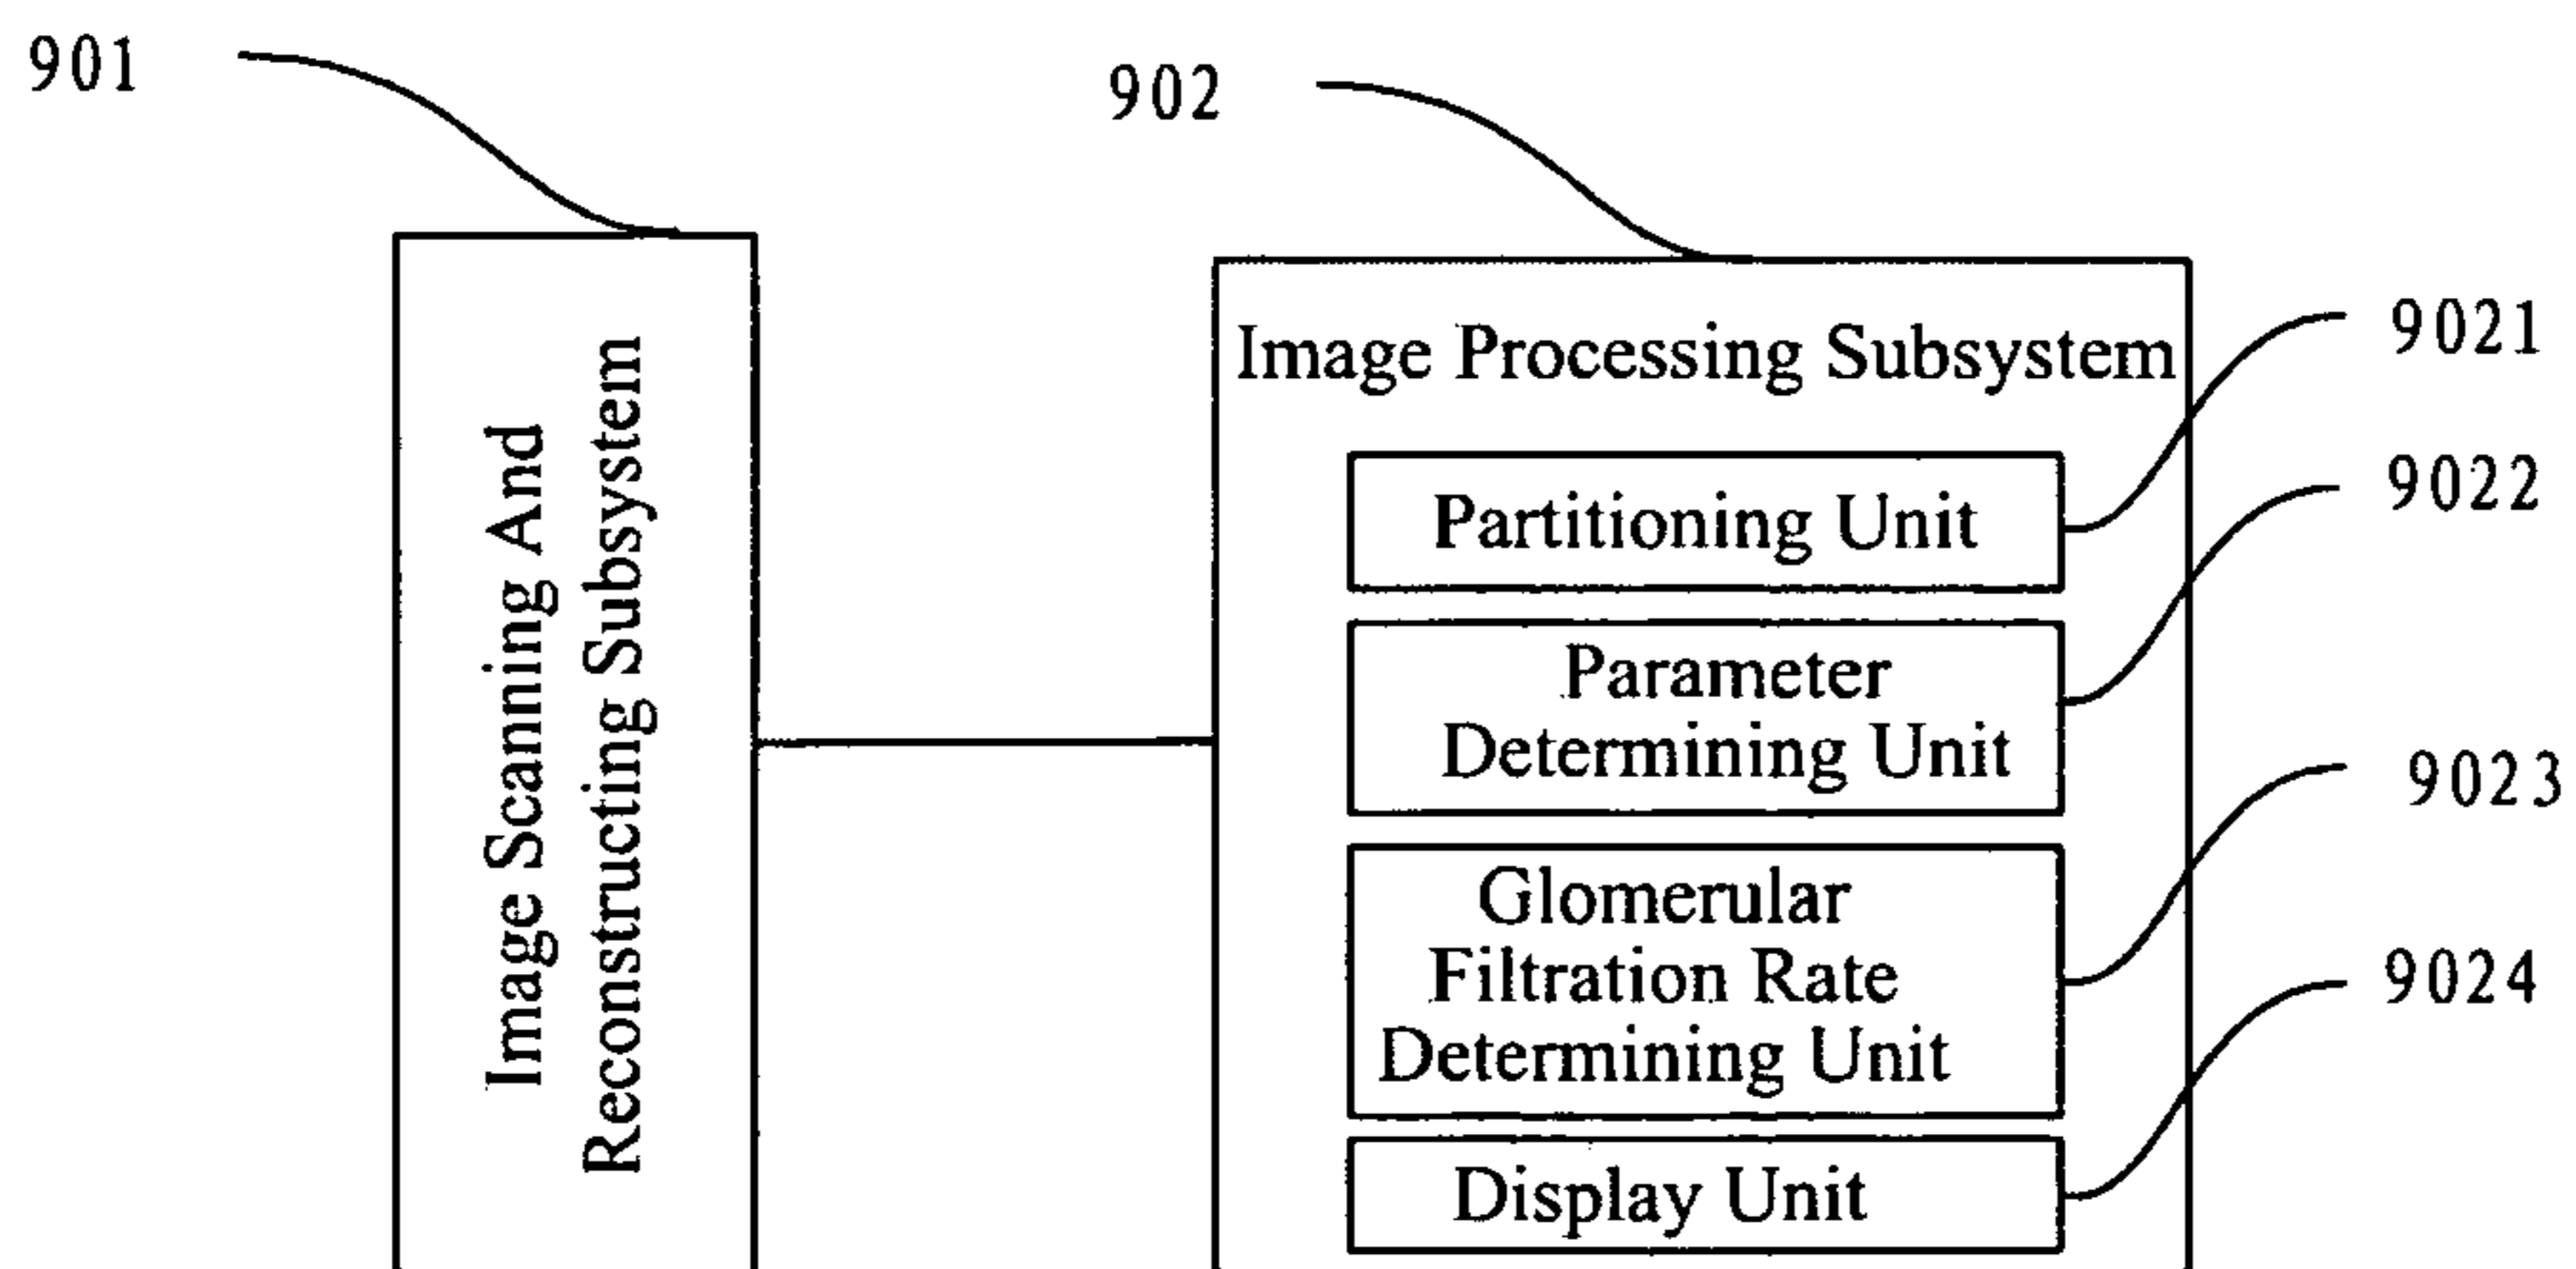 901
902
Image Scanning And
Reconstructing Subsystem
Image Processing Subsystem
9021
Partitioning Unit
9022
Parameter
Determining Unit
9023
Glomerular
Filtration Rate
Determining Unit
9024
Display Unit